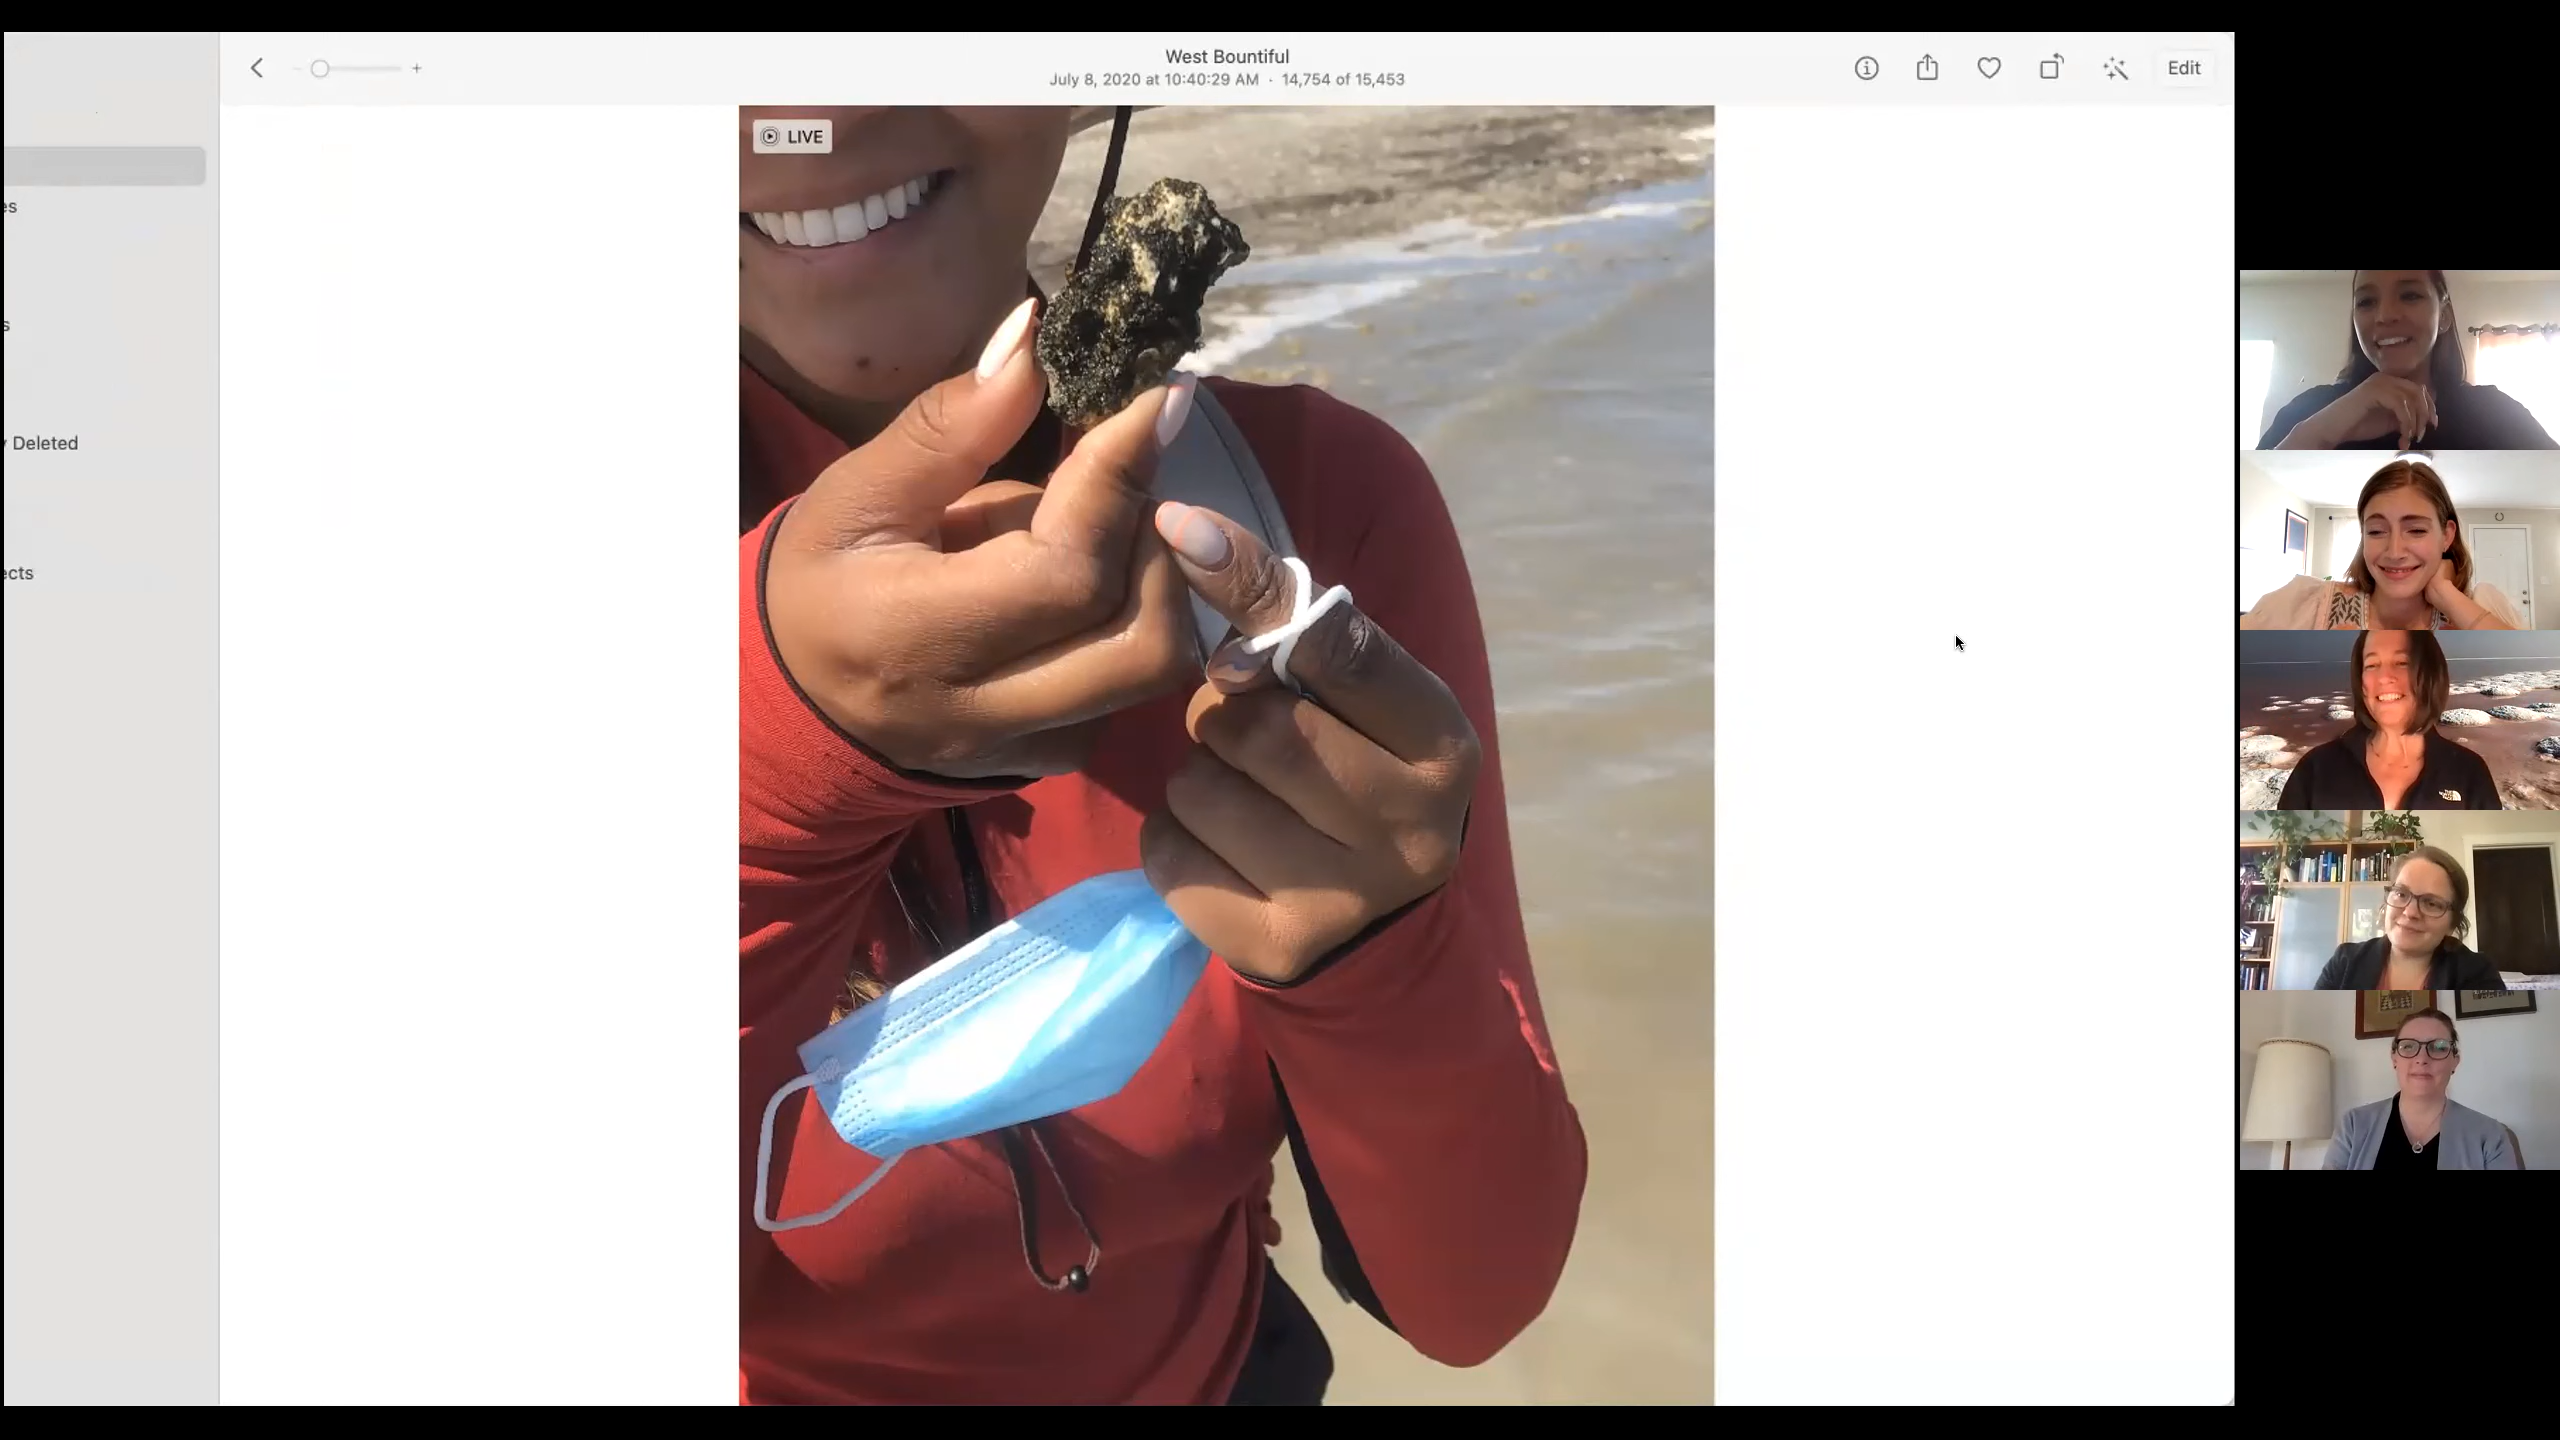 West Bountiful
July 8, 2020 at 10:40:29 AM · 14,754 of 15,453
Edit
LIVE
es
s
y Deleted
ects